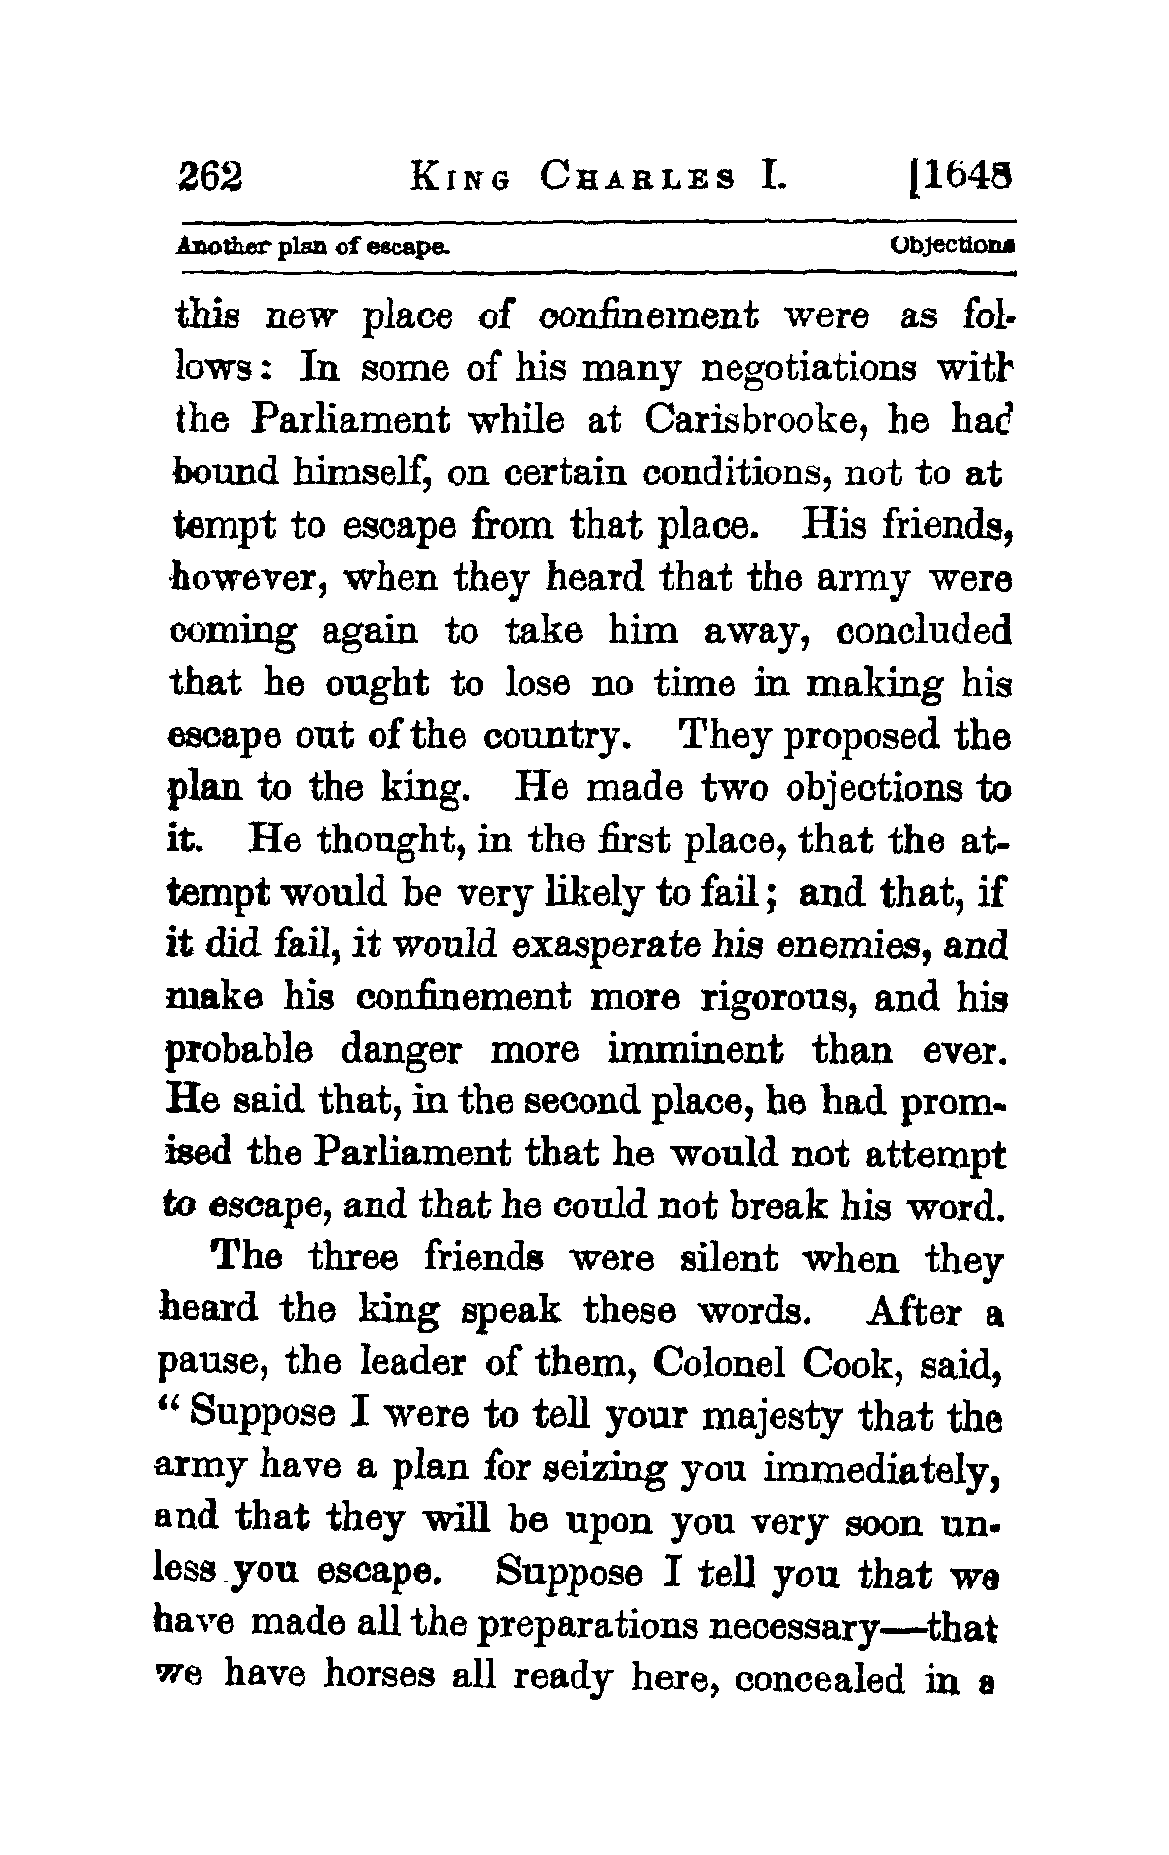 262 KING CHARLES I. [1648
Another plan of escape. Objections
this new place of confinement were as fol-
lows: In some of his many negotiations with
the Parliament while at Carisbrooke, he had
bound himself, on certain conditions, not to at
tempt to escape from that place. His friends,
however, when they heard that the army were
coming again to take him away, concluded
that he ought to lose no time in making his
escape out of the country. They proposed the
plan to the king. He made two objections to
it. He thought, in the first place, that the at-
tempt would be very likely to fail; and that, if
it did fail, it would exasperate his enemies, and
make his confinement more rigorous, and his
probable danger more imminent than ever.
He said that, in the second place, he had prom-
ised the Parliament that he would not attempt
to escape, and that he could not break his word.
The three friends were silent when they
heard the king speak these words. After a
pause, the leader of them, Colonel Cook, said,
“Suppose I were to tell your majesty that the
army have a plan for seizing you immediately,
and that they will be upon you very soon un-
less you escape. Suppose I tell you that we
have made all the preparations necessary—that
we have horses all ready here, concealed in a